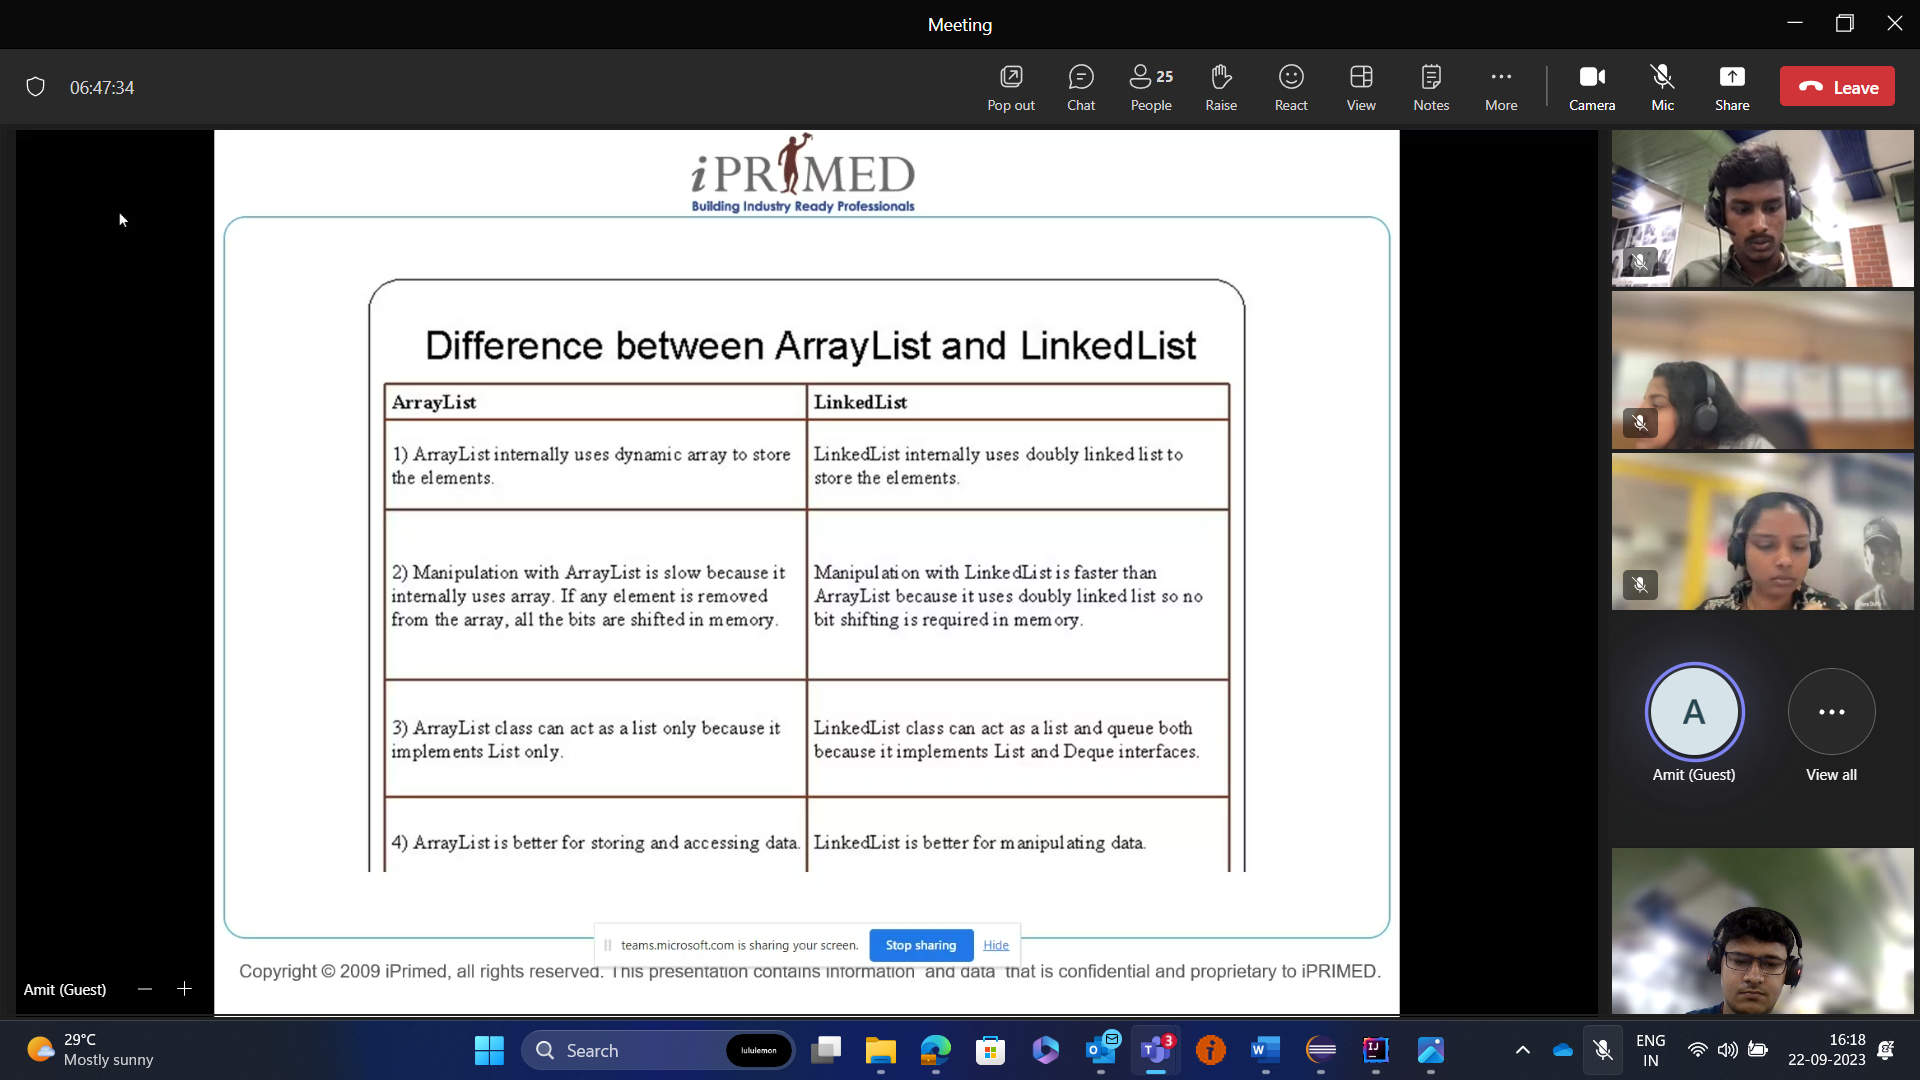 Meeting
06:47:34
Pop out
Chat
25
People
Raise
React
View
Notes
More
Camera
Mic
Share
Leave
iPRIMED
Building Industry Ready Professionals
Difference between ArrayList and LinkedList
ArrayList
LinkedList
1) ArrayList internally uses dynamic array to store
the elements.
LinkedList internally uses doubly linked list to
store the elements.
2) Manipulation with ArrayList is slow because it
internally uses array. If any element is removed
from the array, all the bits are shifted in memory.
Manipulation with LinkedList is faster than
ArrayList because it uses doubly linked list so no
bit shifting is required in memory.
3) ArrayList class can act as a list only because it
implements List only.
LinkedList class can act as a list and queue both
because it implements List and Deque interfaces.
4) ArrayList is better for storing and accessing data.
LinkedList is better for manipulating data.
teams.microsoft.com is sharing your screen.
Stop sharing
Hide
Copyright © 2009 iPrimed, all rights reserved. This presentation contains information and data that is confidential and proprietary to iPRIMED.
Amit (Guest)
A
Amit (Guest)
View all
29°C
Mostly sunny
Search
lululemon
3
ENG
IN
16:18
22-09-2023